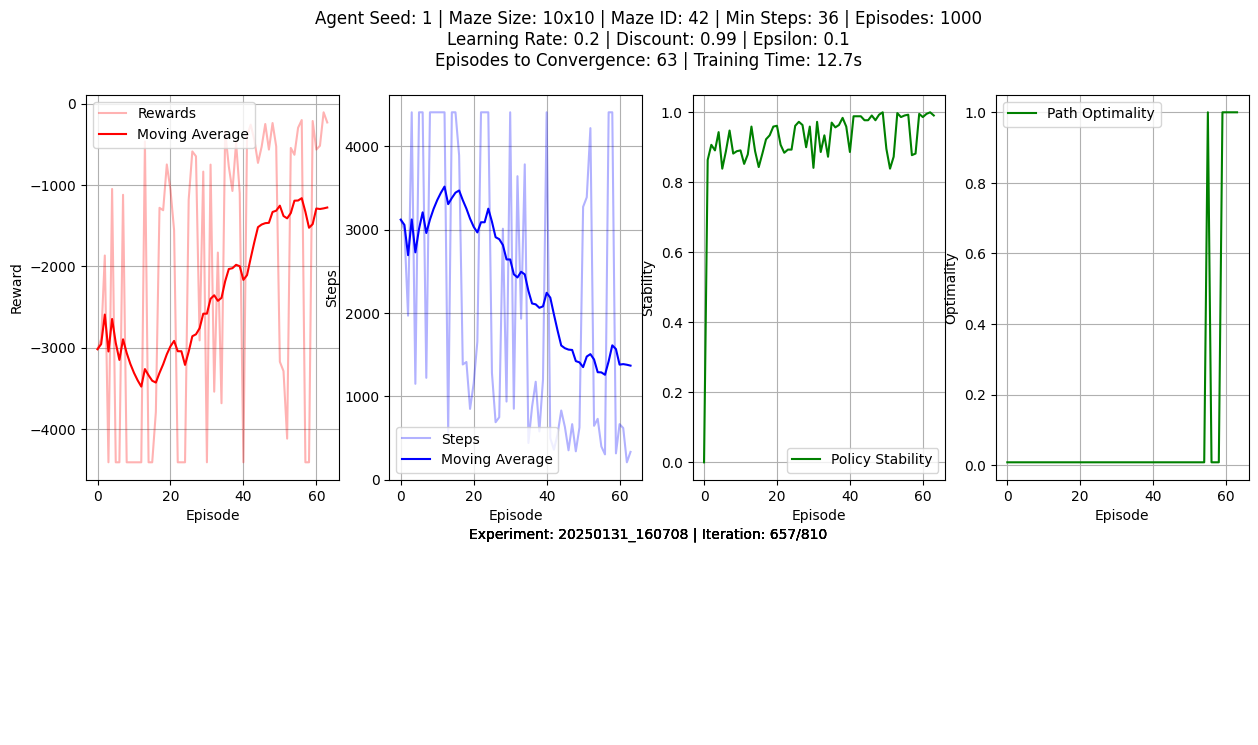 Agent Seed: 1 | Maze Size: 10x10 | Maze ID: 42 | Min Steps: 36 | Episodes: 1000
Learning Rate: 0.2 | Discount: 0.99 | Epsilon: 0.1
Episodes to Convergence: 63 | Training Time: 12.7s
Rewards
Moving Average
0
−1000
−2000
−3000
−4000
Reward
0
20
40
60
Episode
Steps
Moving Average
4000
3000
2000
1000
0
Steps
0
20
40
60
Episode
Policy Stability
1.0
0.8
0.6
0.4
0.2
0.0
Stability
0
20
40
60
Episode
Path Optimality
1.0
0.8
0.6
0.4
0.2
0.0
Optimality
0
20
40
60
Episode
Experiment: 20250131_160708 | Iteration: 657/810